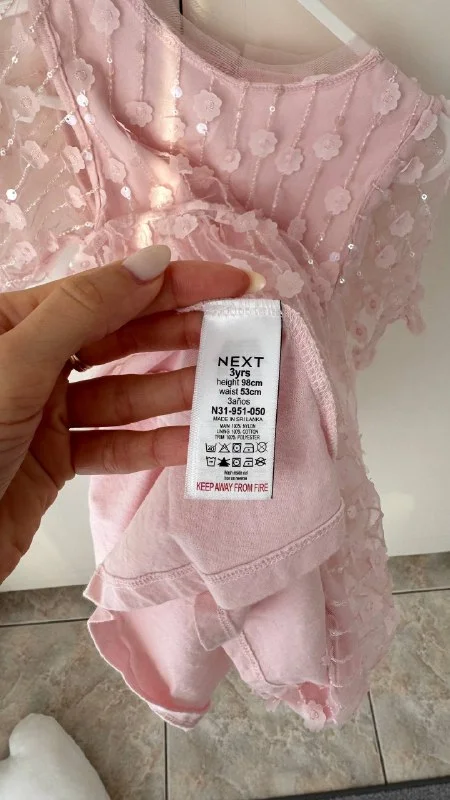 NEXT
3yrs
height 98cm
waist 53cm
3años
N31-951-050
MADE IN SRI LANKA
MAIN: 100% NYLON
LINING: 100% COTTON
TRIM: 100% POLYESTER
KEEP AWAY FROM FIRE